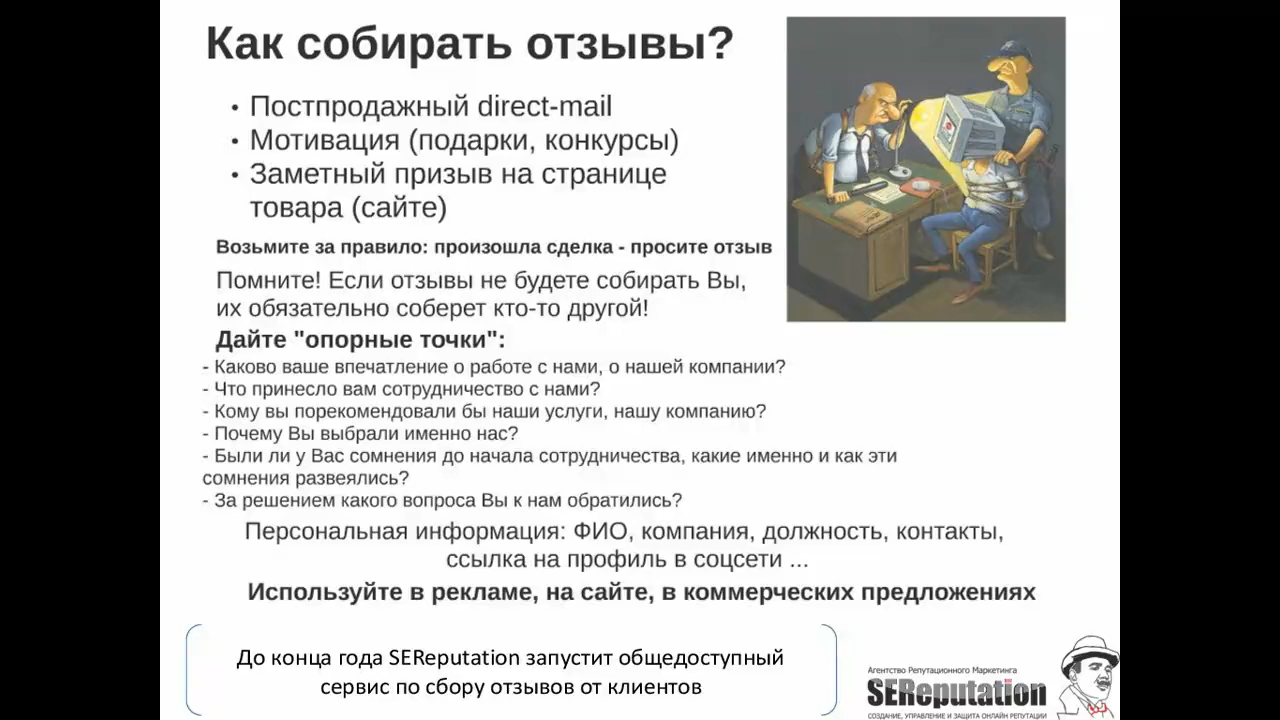 Как собирать отзывы?
• Постпродажный direct-mail
• Мотивация (подарки, конкурсы)
• Заметный призыв на странице
товара (сайте)
Возьмите за правило: произошла сделка - просите отзыв
Помните! Если отзывы не будете собирать Вы,
их обязательно соберет кто-то другой!
Дайте "опорные точки":
- Каково ваше впечатление о работе с нами, о нашей компании?
- Что принесло вам сотрудничество с нами?
- Кому вы порекомендовали бы наши услуги, нашу компанию?
- Почему Вы выбрали именно нас?
- Были ли у Вас сомнения до начала сотрудничества, какие именно и как эти
сомнения развеялись?
- За решением какого вопроса Вы к нам обратились?
Персональная информация: ФИО, компания, должность, контакты,
ссылка на профиль в соцсети ...
Используйте в рекламе, на сайте, в коммерческих предложениях
До конца года SEReputation запустит общедоступный
сервис по сбору отзывов от клиентов
Агентство Репутационного Маркетинга
SEReputation
СОЗДАНИЕ, УПРАВЛЕНИЕ И ЗАЩИТА ОНЛАЙН РЕПУТАЦИИ